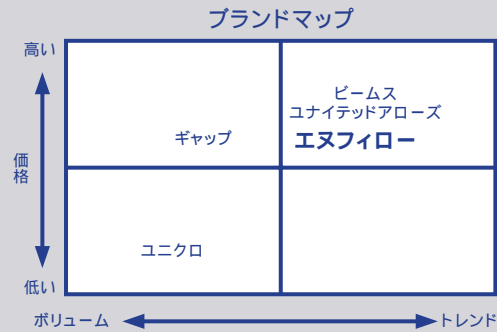 ブランドマップ
高い
ビームス
ユナイテッドアローズ
エヌフィロー
ギャップ
価格
ユニクロ
低い
ボリューム
トレンド